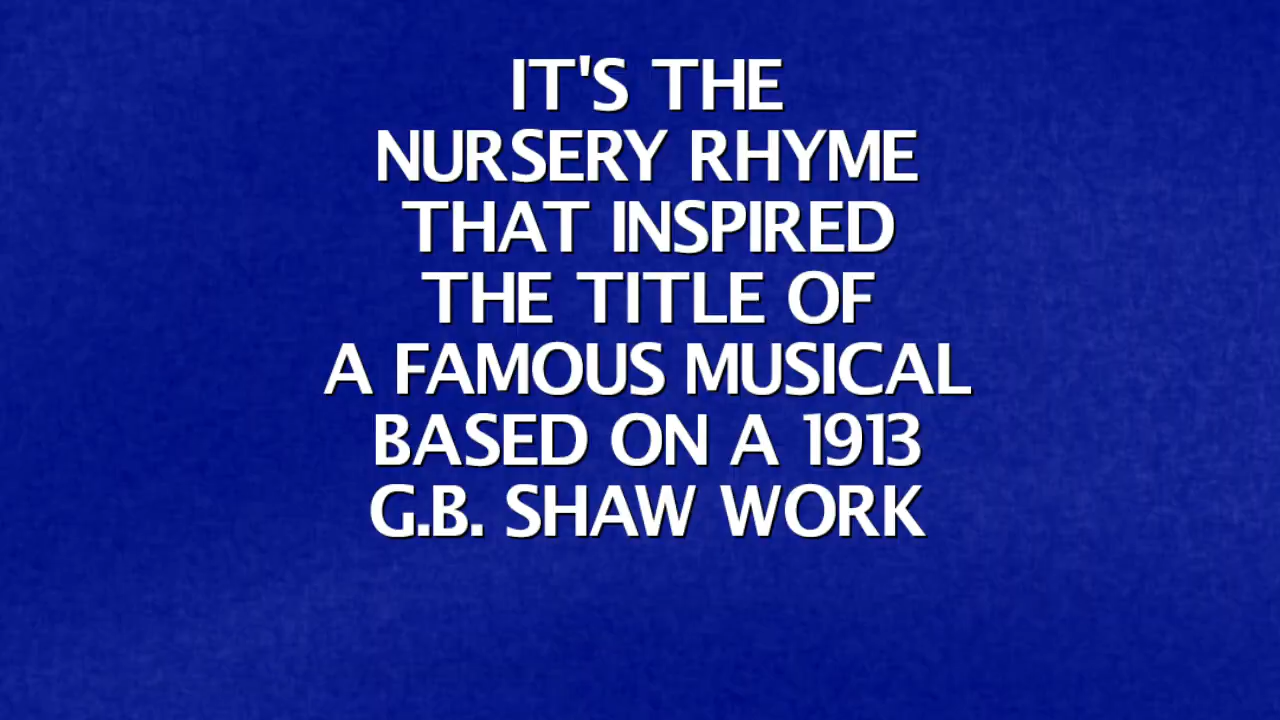 IT'S THE
NURSERY RHYME
THAT INSPIRED
THE TITLE OF
A FAMOUS MUSICAL
BASED ON A 1913
G.B. SHAW WORK